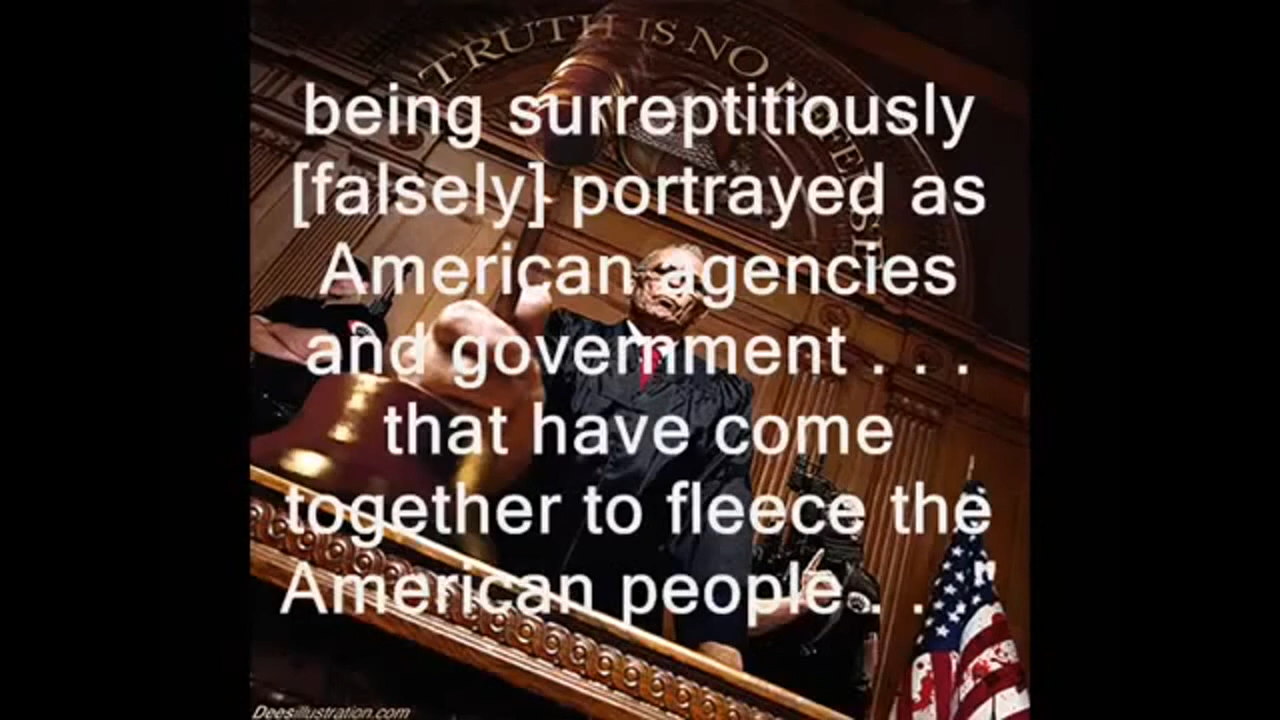 TRUTH IS NO DEFENSE
being surreptitiously
[falsely] portrayed as
American agencies
and government . . .
that have come
together to fleece the
American people . . ."
Deesillustration.com